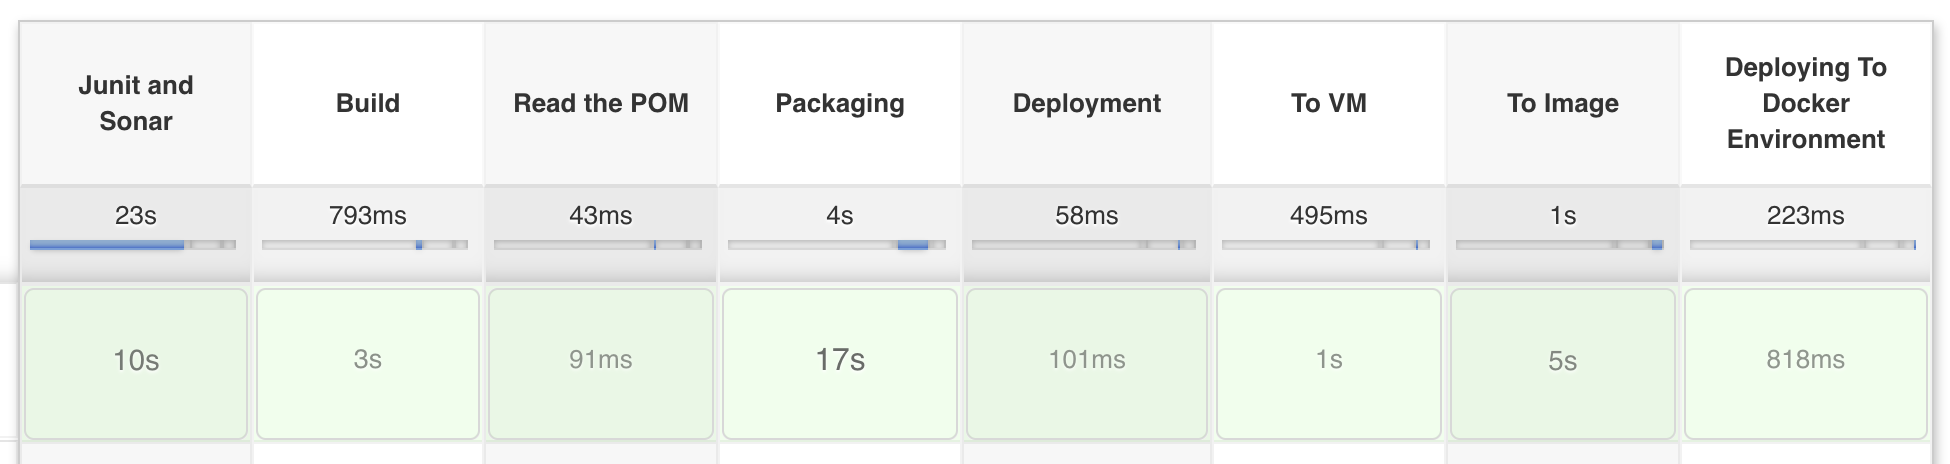 Junit and
Sonar
Build
Read the POM
Packaging
Deployment
To VM
To Image
Deploying To
Docker
Environment
23s
793ms
43ms
4s
58ms
495ms
1s
223ms
10s
3s
91ms
17s
101ms
1s
5s
818ms